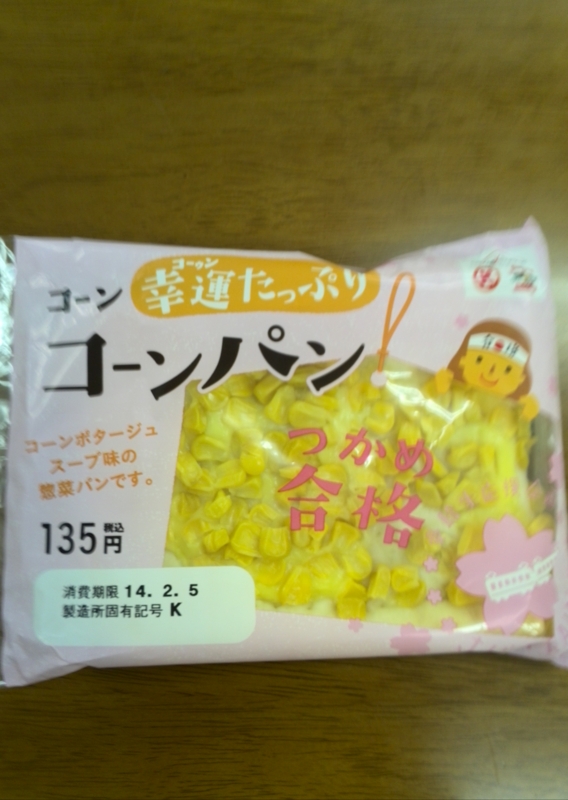 コーゥン
幸運たっぷり
コーン
コーンパン
コーンポタージュ
スープ味の
惣菜パンです。
つかめ
合格
135円
税込
消費期限 14. 2. 5
製造所固有記号 K